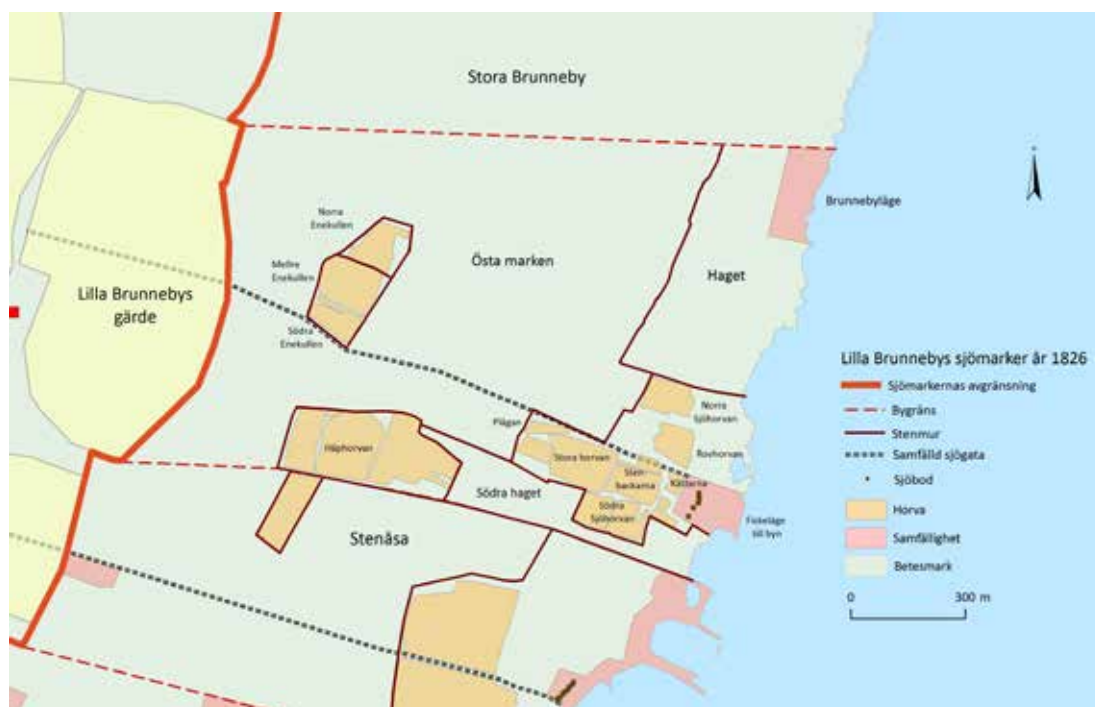 Stora Brunneby
Brunnebyläge
Norra
Enekullen
Mellre
Enekullen
Östa marken
Haget
Lilla Brunnebys
gärde
Södra
Enekullen
Norra
Sjöhorvan
Plägan
Rovhorvan
Höphorvan
Stora horvan
Sten-
backarna
Kättarna
Södra haget
Södra
Sjöhorvan
Fiskeläge
till byn
Stenåsa
Lilla Brunnebys sjömarker år 1826
Sjömarkernas avgränsning
Bygräns
Stenmur
Samfälld sjögata
Sjöbod
Horva
Samfällighet
Betesmark
0 300 m